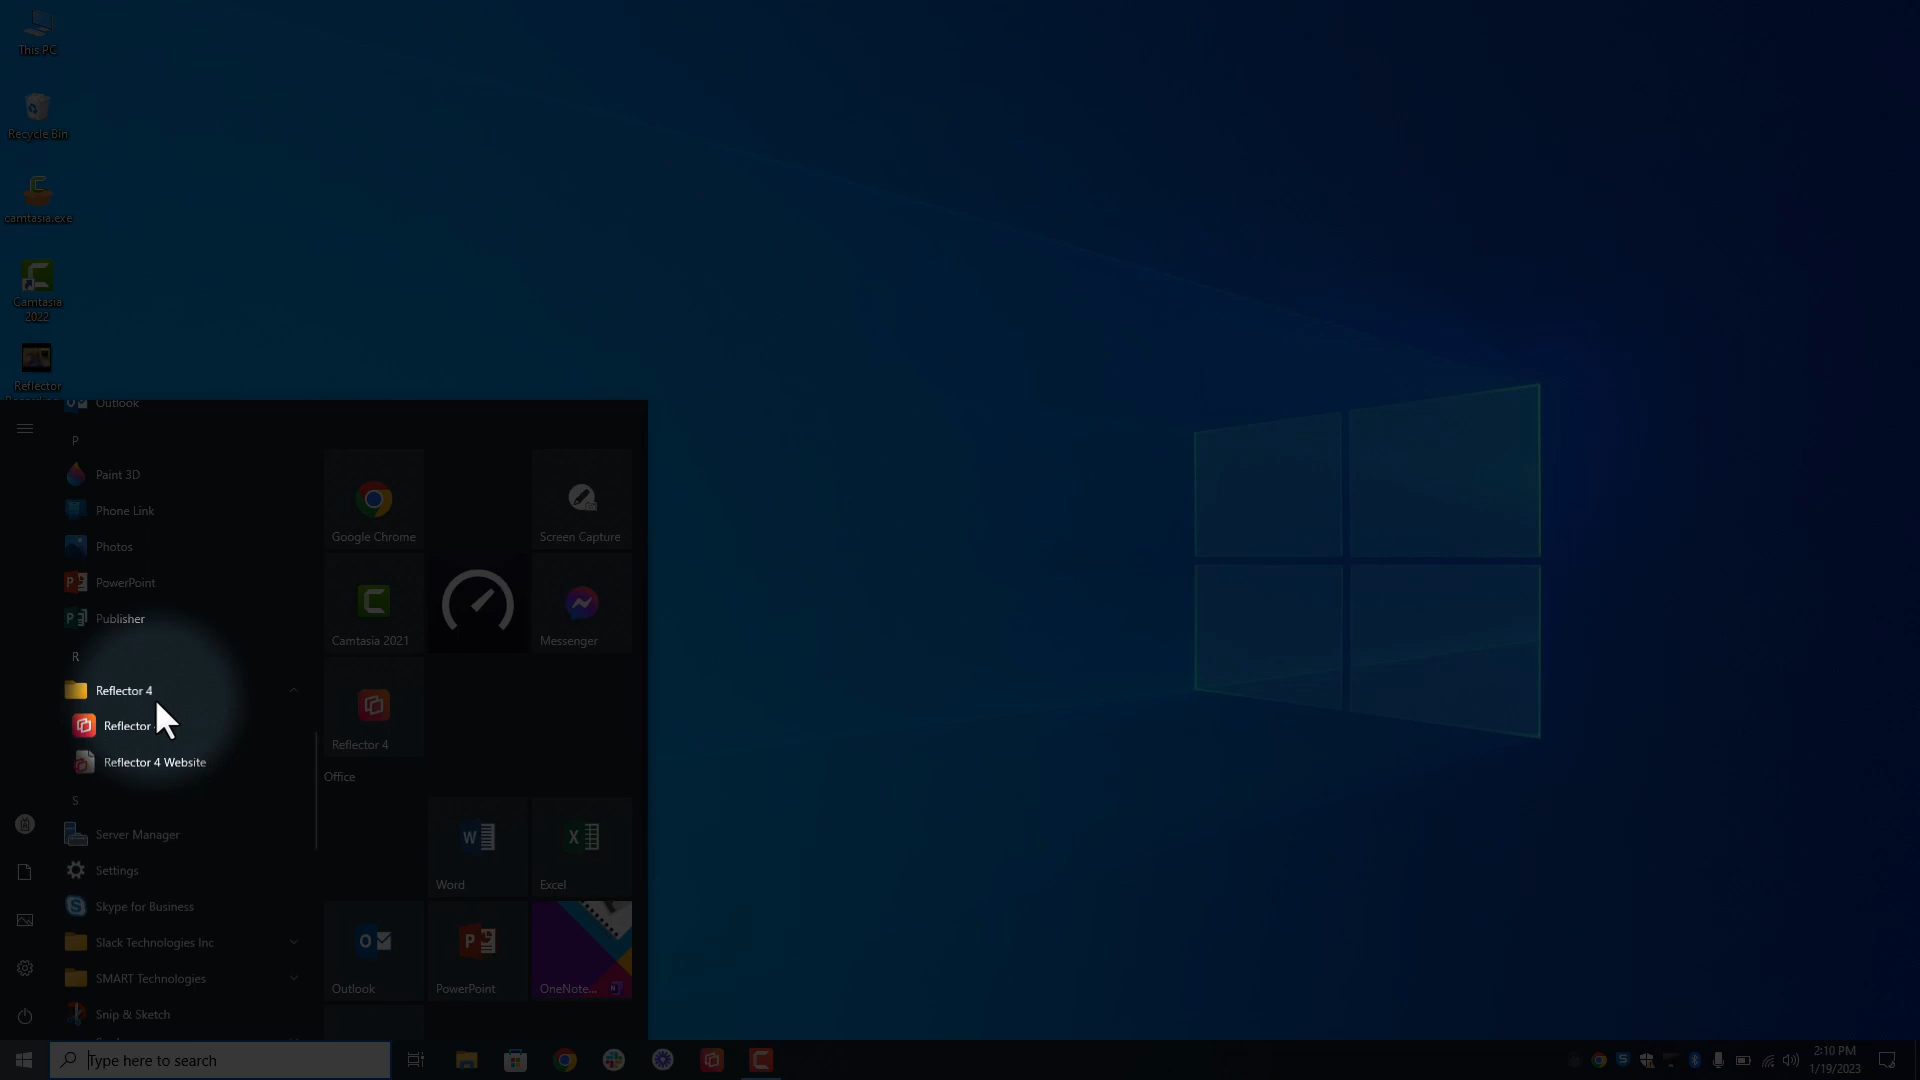 This PC
Recycle Bin
camtasia.exe
Camtasia
2022
Reflector
Outlook
P
Paint 3D
Phone Link
Photos
PowerPoint
Publisher
R
Reflector 4
Reflector
Reflector 4 Website
S
Server Manager
Settings
Skype for Business
Slack Technologies Inc
SMART Technologies
Snip & Sketch
Google Chrome
Screen Capture
Camtasia 2021
Messenger
Reflector 4
Office
Word
Excel
Outlook
PowerPoint
OneNote...
Type here to search
2:10 PM
1/19/2023